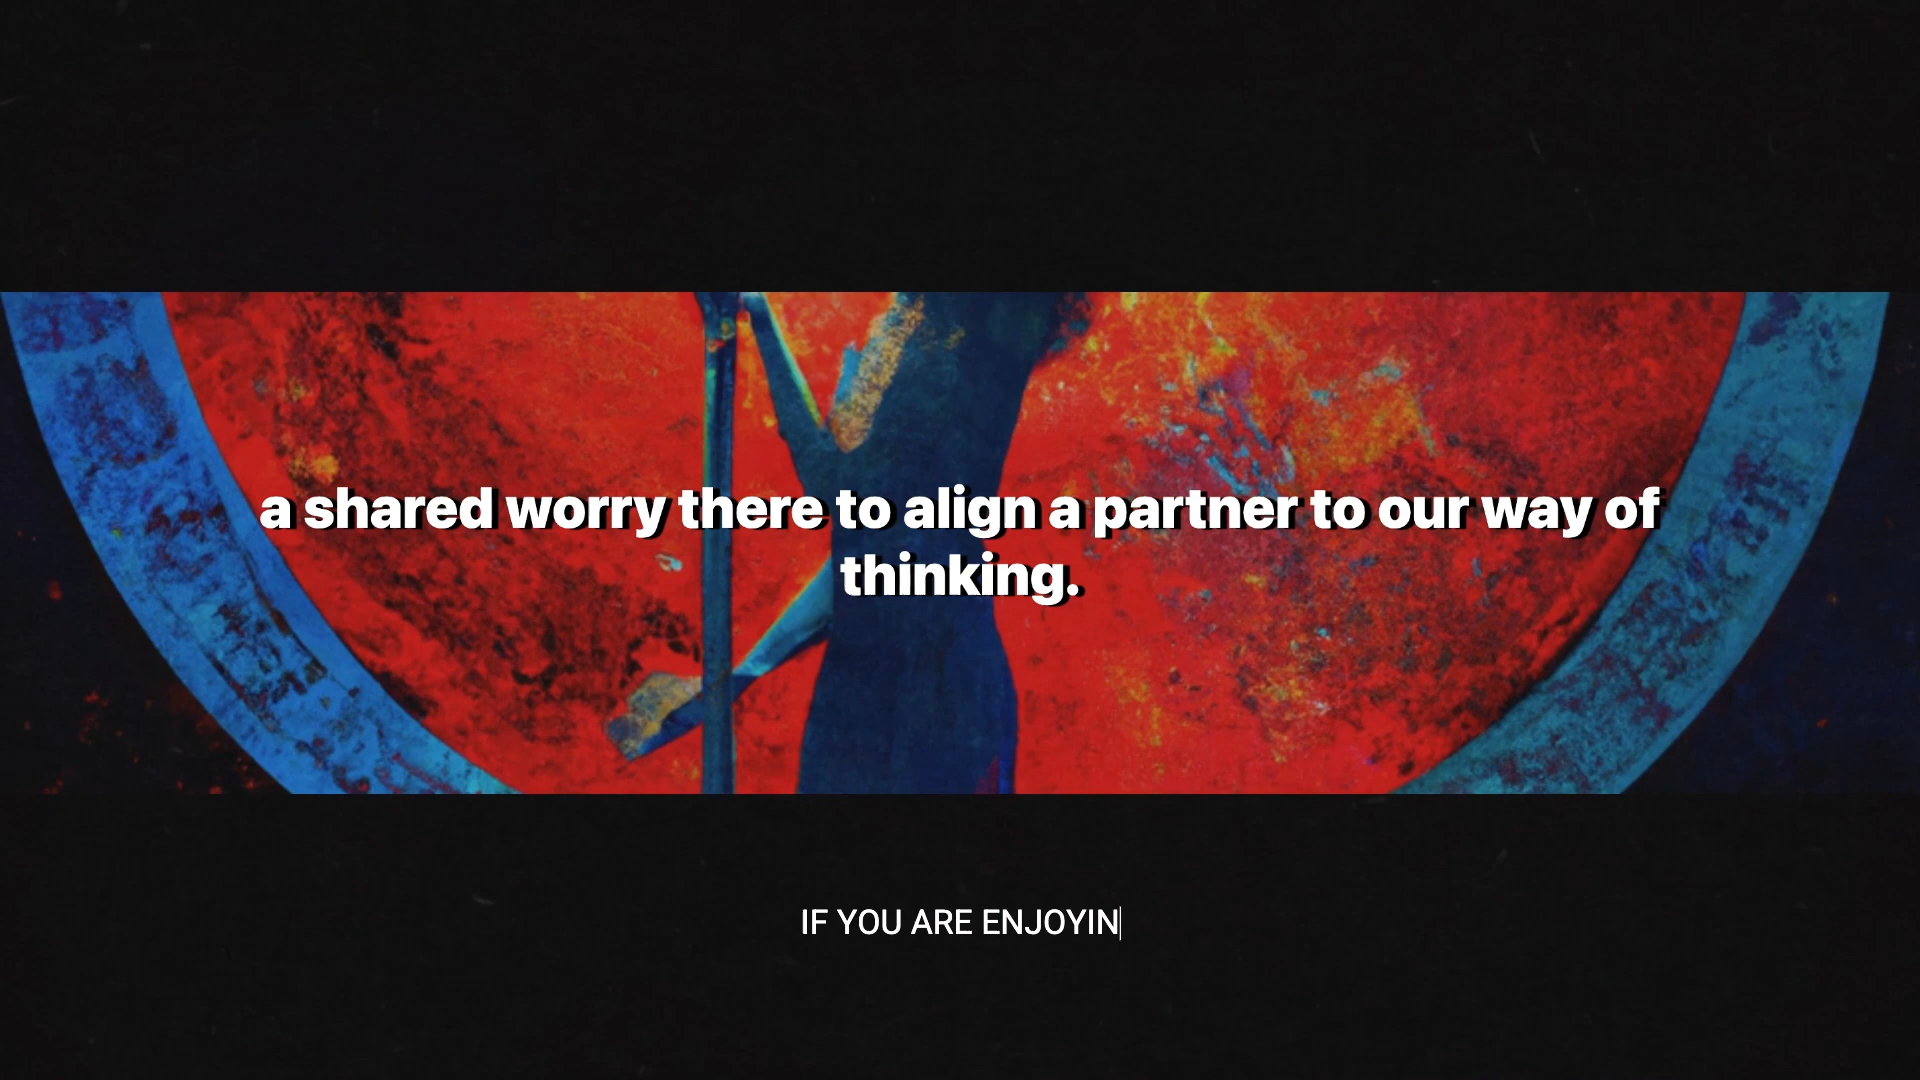 a shared worry there to align a partner to our way of
thinking.
IF YOU ARE ENJOYIN